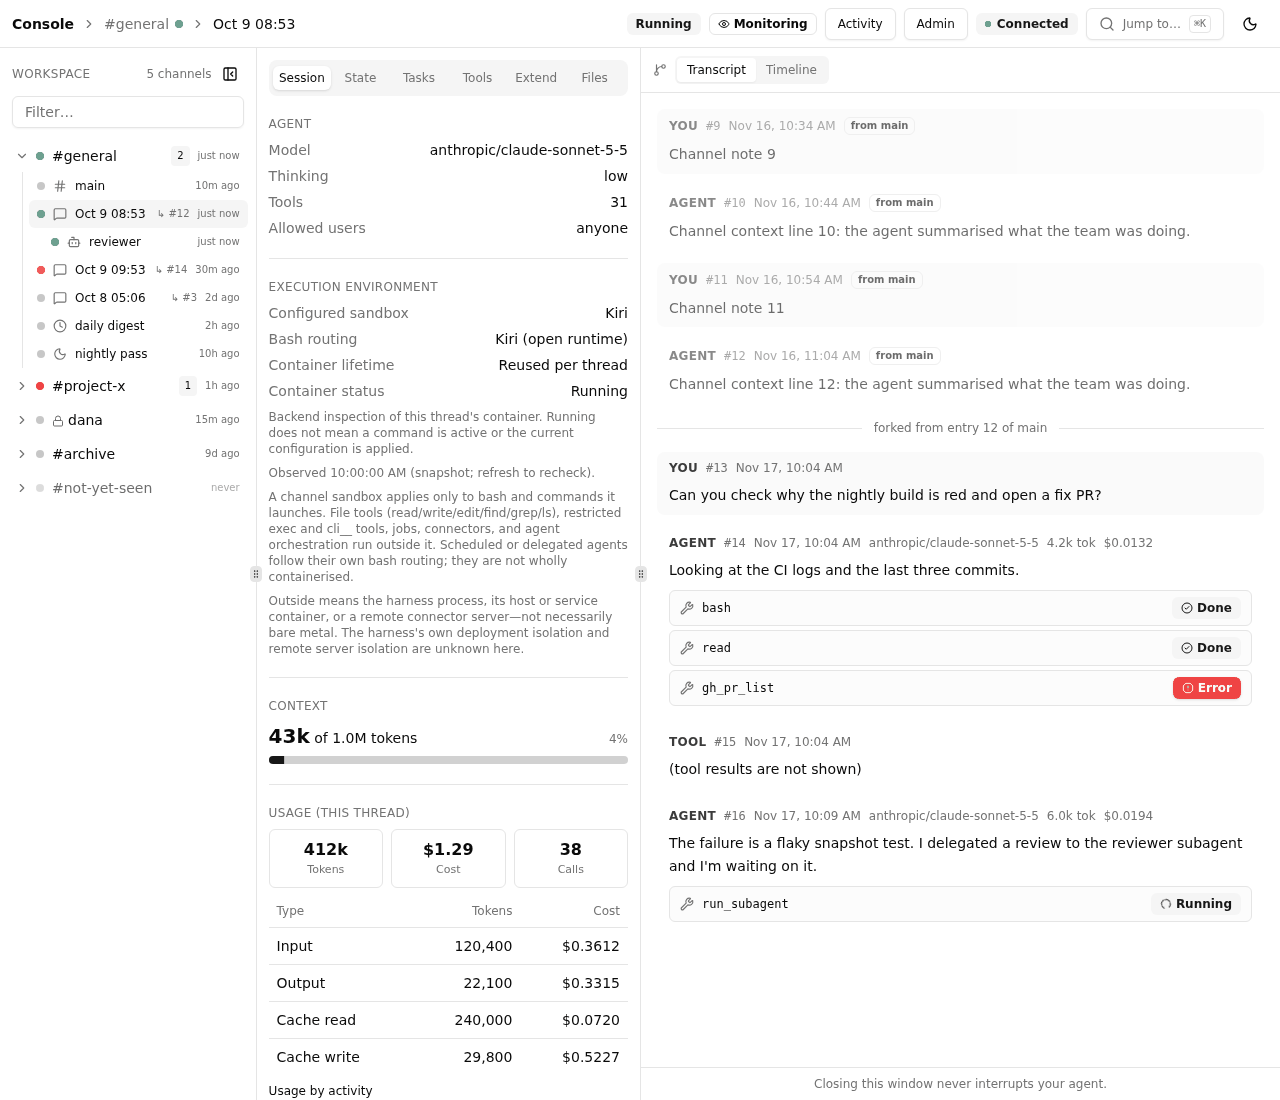 Console > #general > Oct 9 08:53
Running
Monitoring
Activity
Admin
Connected
Jump to... ⌘K
WORKSPACE 5 channels
Filter...
#general 2 just now
main 10m ago
Oct 9 08:53 ↳ #12 just now
reviewer just now
Oct 9 09:53 ↳ #14 30m ago
Oct 8 05:06 ↳ #3 2d ago
daily digest 2h ago
nightly pass 10h ago
#project-x 1 1h ago
dana 15m ago
#archive 9d ago
#not-yet-seen never
Session State Tasks Tools Extend Files
AGENT
Model anthropic/claude-sonnet-5-5
Thinking low
Tools 31
Allowed users anyone
EXECUTION ENVIRONMENT
Configured sandbox Kiri
Bash routing Kiri (open runtime)
Container lifetime Reused per thread
Container status Running
Backend inspection of this thread's container. Running
does not mean a command is active or the current
configuration is applied.
Observed 10:00:00 AM (snapshot; refresh to recheck).
A channel sandbox applies only to bash and commands it
launches. File tools (read/write/edit/find/grep/ls), restricted
exec and cli__ tools, jobs, connectors, and agent
orchestration run outside it. Scheduled or delegated agents
follow their own bash routing; they are not wholly
containerised.
Outside means the harness process, its host or service
container, or a remote connector server—not necessarily
bare metal. The harness's own deployment isolation and
remote server isolation are unknown here.
CONTEXT
43k of 1.0M tokens 4%
USAGE (THIS THREAD)
412k $1.29 38
Tokens Cost Calls
Type Tokens Cost
Input 120,400 $0.3612
Output 22,100 $0.3315
Cache read 240,000 $0.0720
Cache write 29,800 $0.5227
Usage by activity
Transcript Timeline
YOU #9 Nov 16, 10:34 AM from main
Channel note 9
AGENT #10 Nov 16, 10:44 AM from main
Channel context line 10: the agent summarised what the team was doing.
YOU #11 Nov 16, 10:54 AM from main
Channel note 11
AGENT #12 Nov 16, 11:04 AM from main
Channel context line 12: the agent summarised what the team was doing.
forked from entry 12 of main
YOU #13 Nov 17, 10:04 AM
Can you check why the nightly build is red and open a fix PR?
AGENT #14 Nov 17, 10:04 AM anthropic/claude-sonnet-5-5 4.2k tok $0.0132
Looking at the CI logs and the last three commits.
bash Done
read Done
gh_pr_list Error
TOOL #15 Nov 17, 10:04 AM
(tool results are not shown)
AGENT #16 Nov 17, 10:09 AM anthropic/claude-sonnet-5-5 6.0k tok $0.0194
The failure is a flaky snapshot test. I delegated a review to the reviewer subagent
and I'm waiting on it.
run_subagent Running
Closing this window never interrupts your agent.